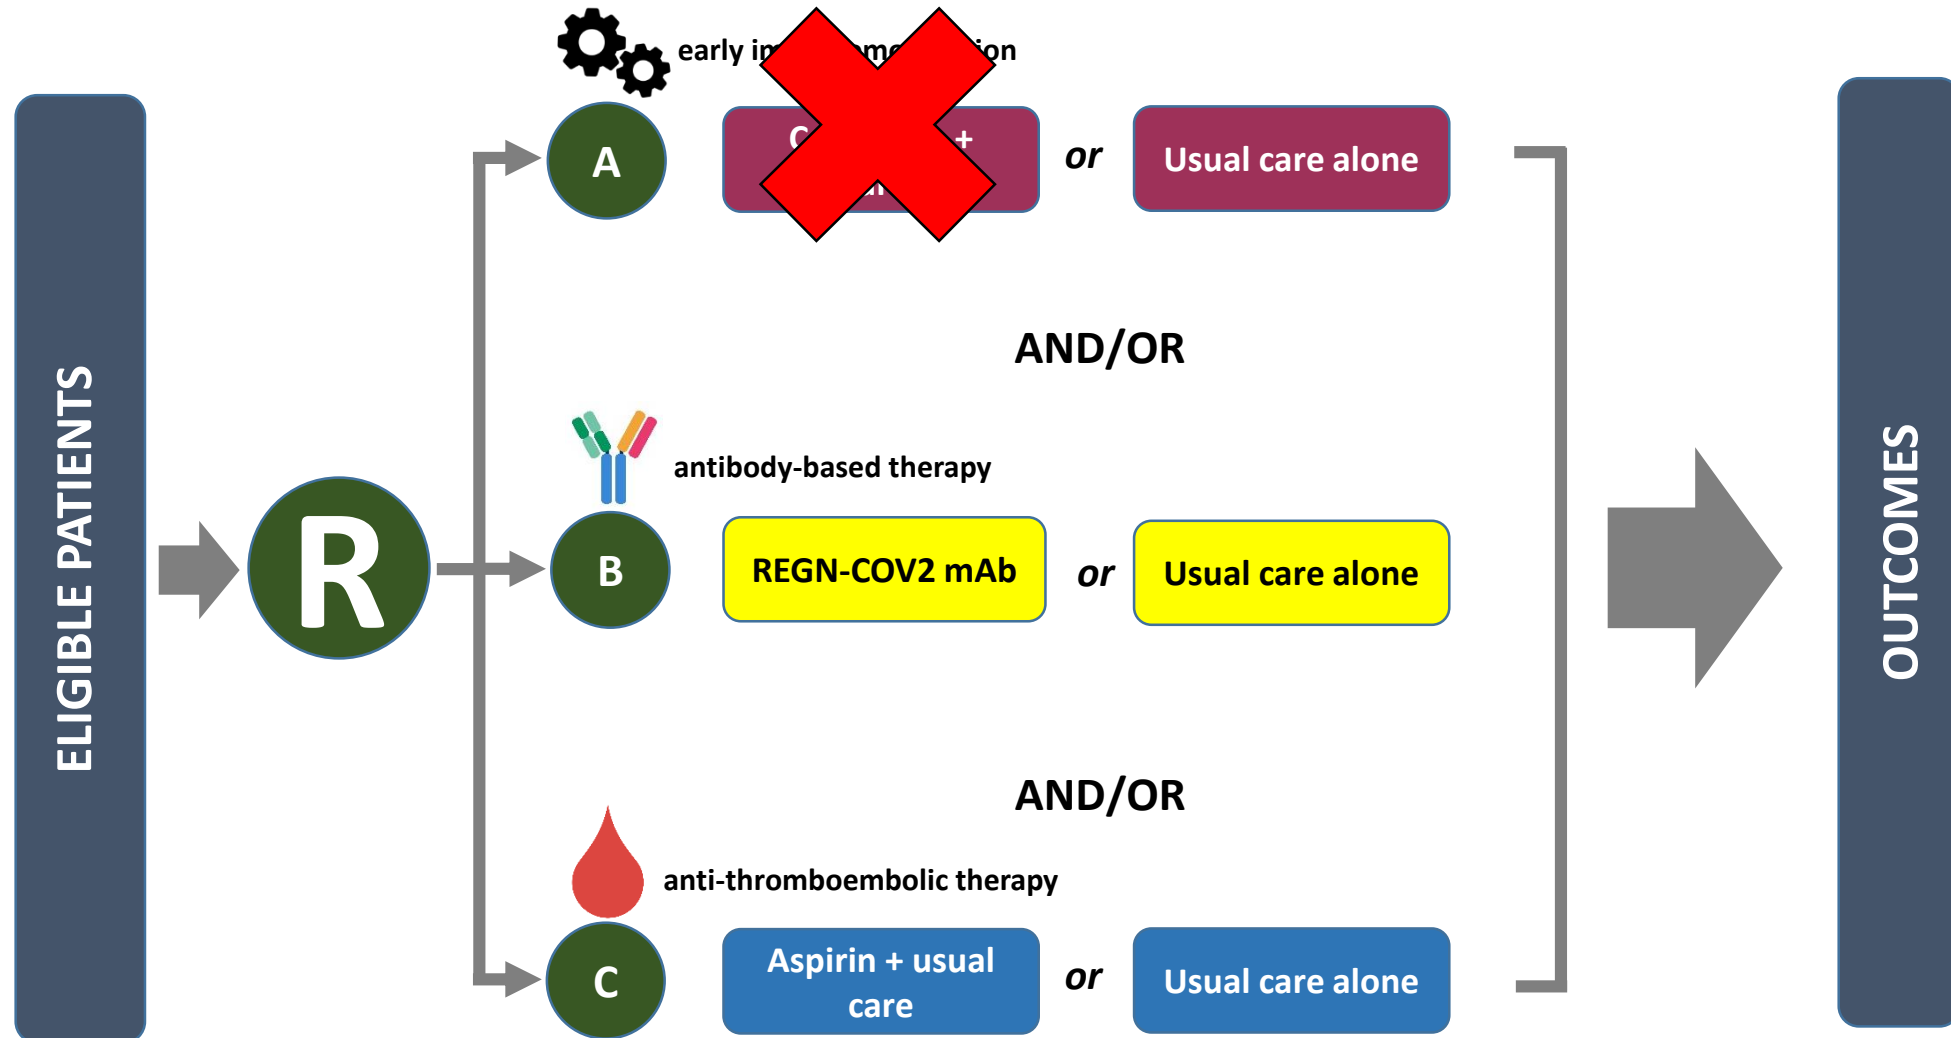 early
A
+
or
Usual care alone
AND/OR
ELIGIBLE PATIENTS
R
antibody-based therapy
B
REGN-COV2 mAb
or
Usual care alone
AND/OR
anti-thromboembolic therapy
C
Aspirin + usual
care
or
Usual care alone
OUTCOMES